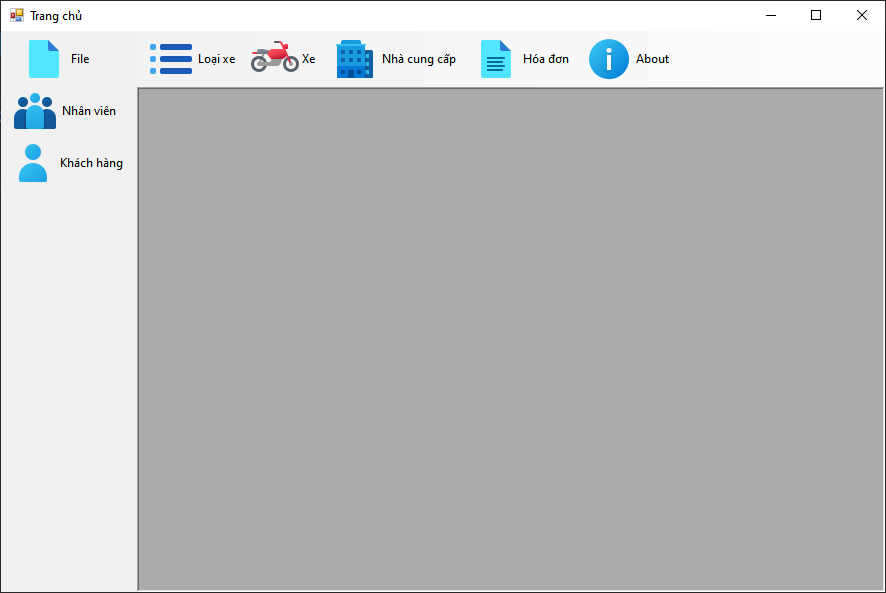 Trang chủ
File
Loại xe
Xe
Nhà cung cấp
Hóa đơn
About
Nhân viên
Khách hàng